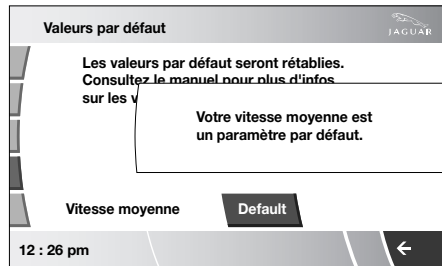 Valeurs par défaut
JAGUAR
Les valeurs par défaut seront rétablies.
Consultez le manuel pour plus d'infos
sur les v
Votre vitesse moyenne est
un paramètre par défaut.
Vitesse moyenne
Default
12 : 26 pm